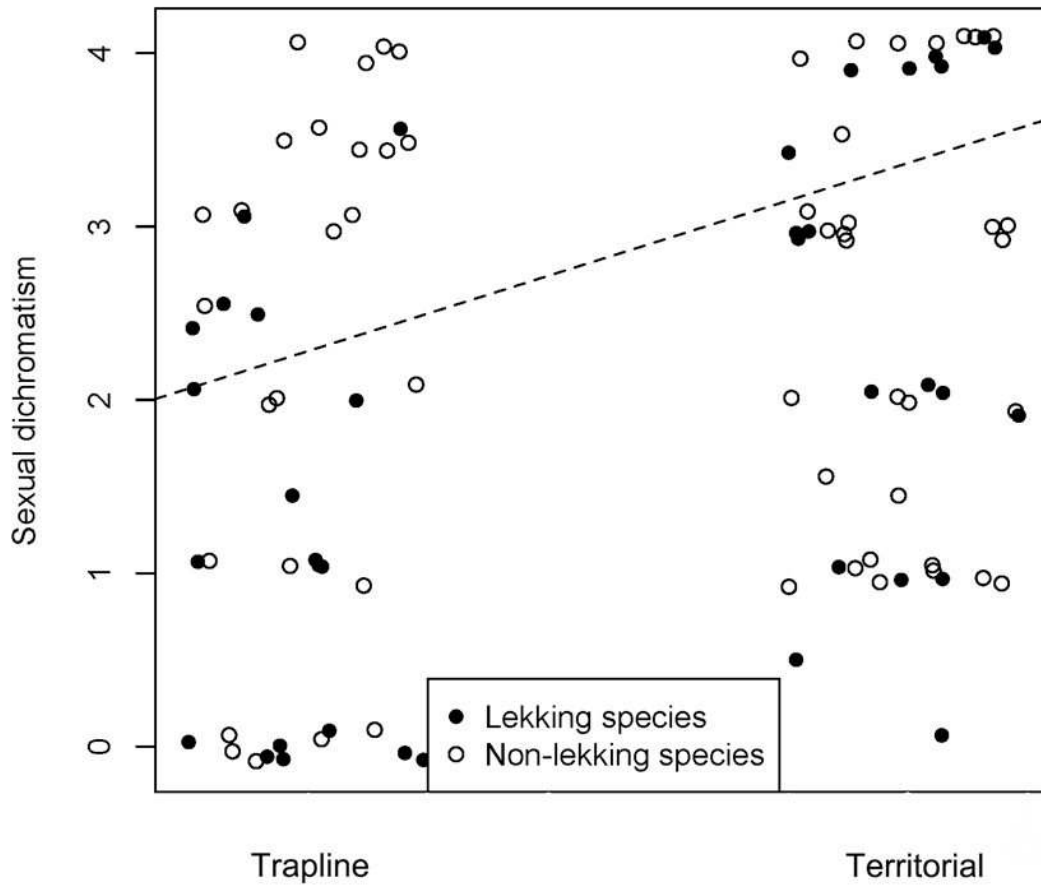 4
3
2
1
0
Sexual dichromatism
Lekking species
Non-lekking species
Trapline
Territorial